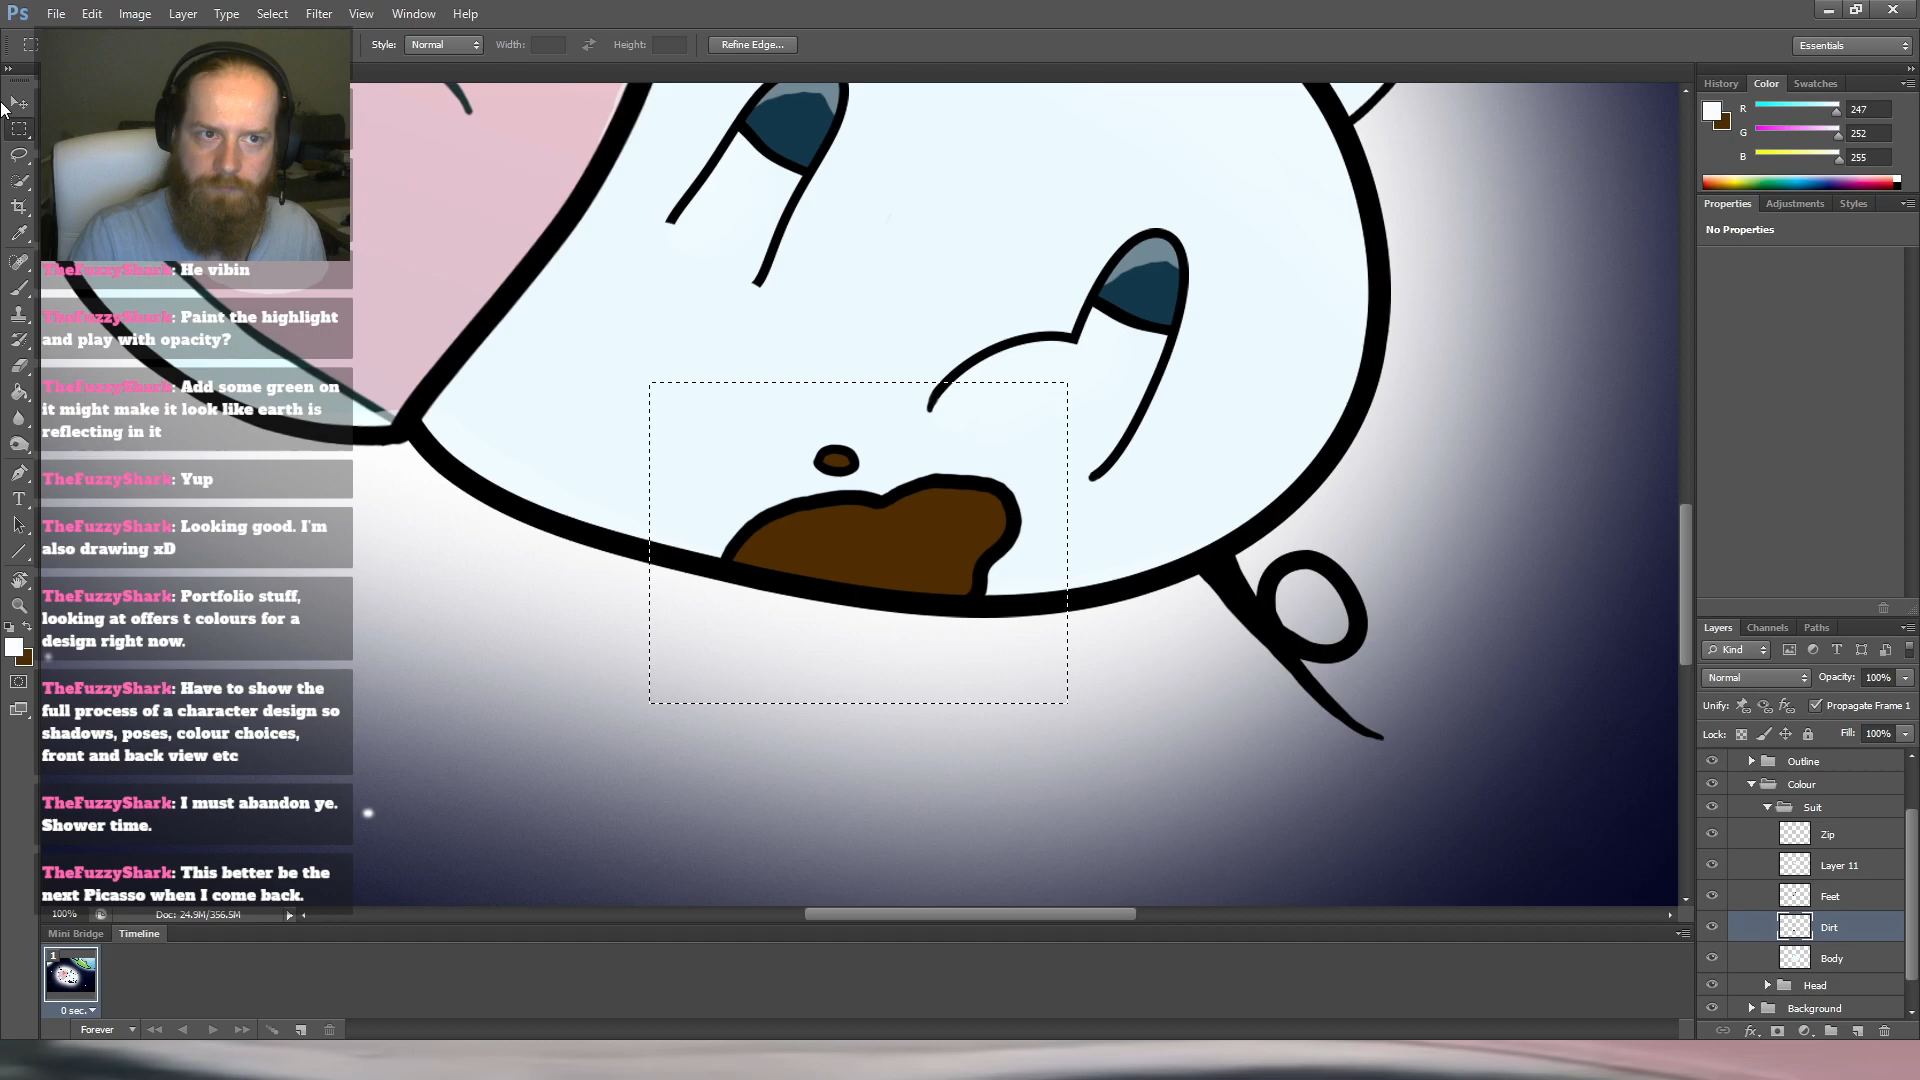 Ps File Edit Image Layer Type Select Filter 3D View Window Help
Style: Normal Width: Height: Refine Edge... Essentials
History Color Swatches
R 247
G 252
B 255
Properties Adjustments Styles
No Properties
TheFuzzyShark: He vibin
TheFuzzyShark: Paint the highlight
and play with opacity?
TheFuzzyShark: Add some green on
it might make it look like earth is
reflecting in it
TheFuzzyShark: Yup
TheFuzzyShark: Looking good. I'm
also drawing xD
TheFuzzyShark: Portfolio stuff,
looking at offers t colours for a
design right now.
TheFuzzyShark: Have to show the
full process of a character design so
shadows, poses, colour choices,
front and back view etc
TheFuzzyShark: I must abandon ye.
Shower time.
TheFuzzyShark: This better be the
next Picasso when I come back.
Layers Channels Paths
Kind
Normal Opacity: 100%
Unify: Propagate Frame 1
Lock: Fill: 100%
Outline
Colour
Suit
Zip
Layer 11
Feet
Dirt
Body
Head
Background
100% Doc: 24.9M/356.5M
Mini Bridge Timeline
1
0 sec.
Forever